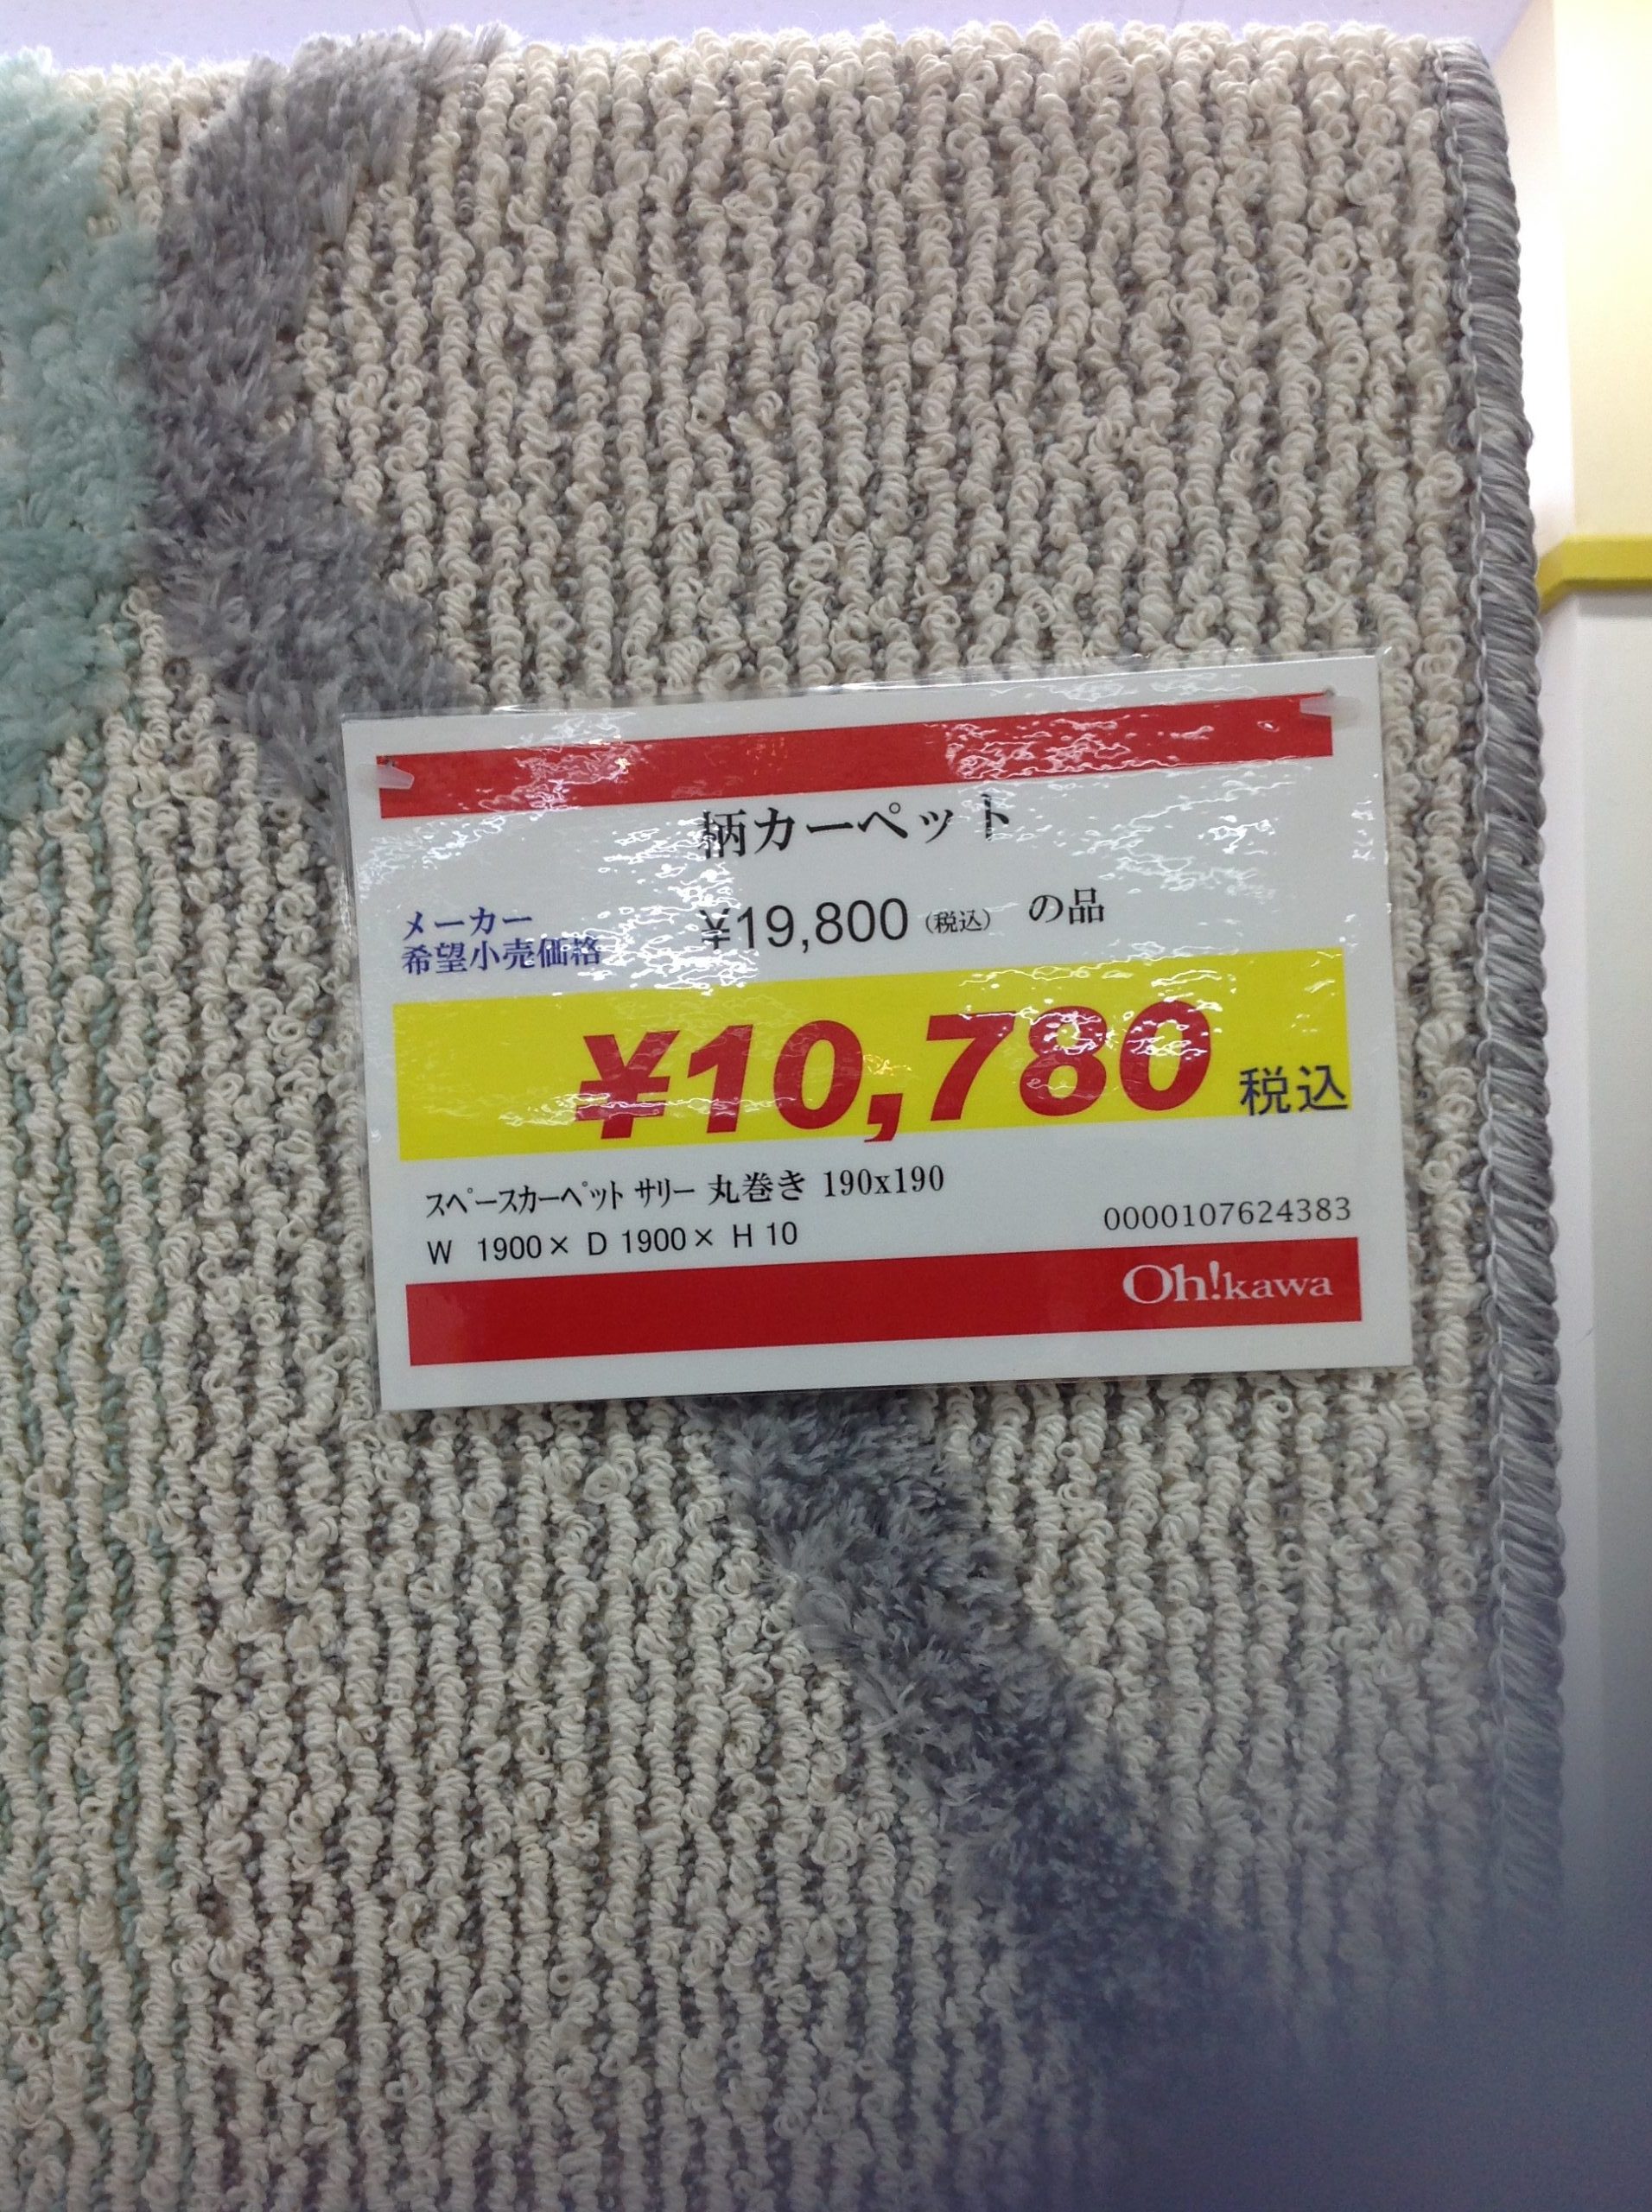 柄カーペット
メーカー
希望小売価格
¥19,800(税込) の品
¥10,780 税込
スペースカーペット サリー 丸巻き 190x190
W 1900× D 1900× H 10
0000107624383
Oh!kawa